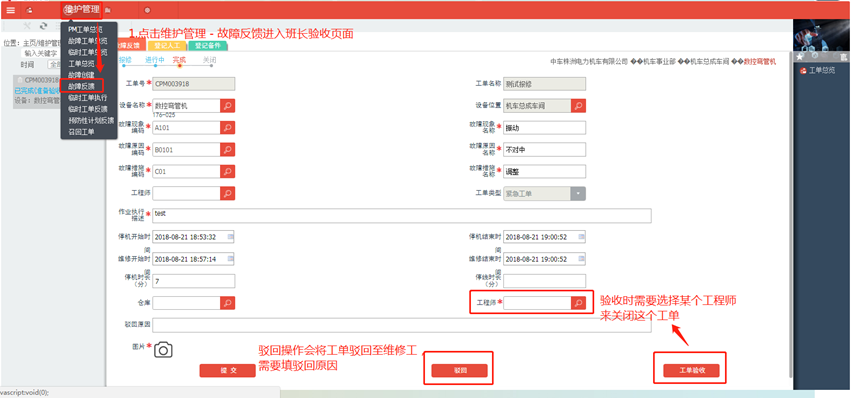 维护管理
PM工单总览
故障工单总览
临时工单总览
工单总览
故障创建
故障反馈
临时工单执行
临时工单反馈
预防性计划反馈
召回工单
1.点击维护管理 - 故障反馈进入班长验收页面
位置: 主页/维护管
输入关键字
时间
CPM003918
已完成(准备验收
设备: 数控弯管
故障反馈
登记人工
登记备件
报修
进行中
完成
关闭
中车株洲电力机车有限公司 ��机车事业部 ��机车总成车间 ��数控弯管机
工单总览
工单号* CPM003918
工单名称 测试报修
设备名称* 数控弯管机
176-025
设备位置 机车总成车间
故障现象编码* A101
故障现象名称* 振动
故障原因编码* B0101
故障原因名称* 不对中
故障措施编码* C01
故障措施名称* 调整
工程师
工单类型 紧急工单
作业执行描述* test
停机开始时间 2018-08-21 18:53:32
停机结束时间 2018-08-21 19:00:52
维修开始时间 2018-08-21 18:57:14
维修结束时间 2018-08-21 19:00:52
停机时长(分) 7
停线时长(分)
仓库
工程师*
验收时需要选择某个工程师
来关闭这个工单
驳回原因
图片*
驳回操作会将工单驳回至维修工,
需要填驳回原因
提 交
驳回
工单验收
vascript:void(0);